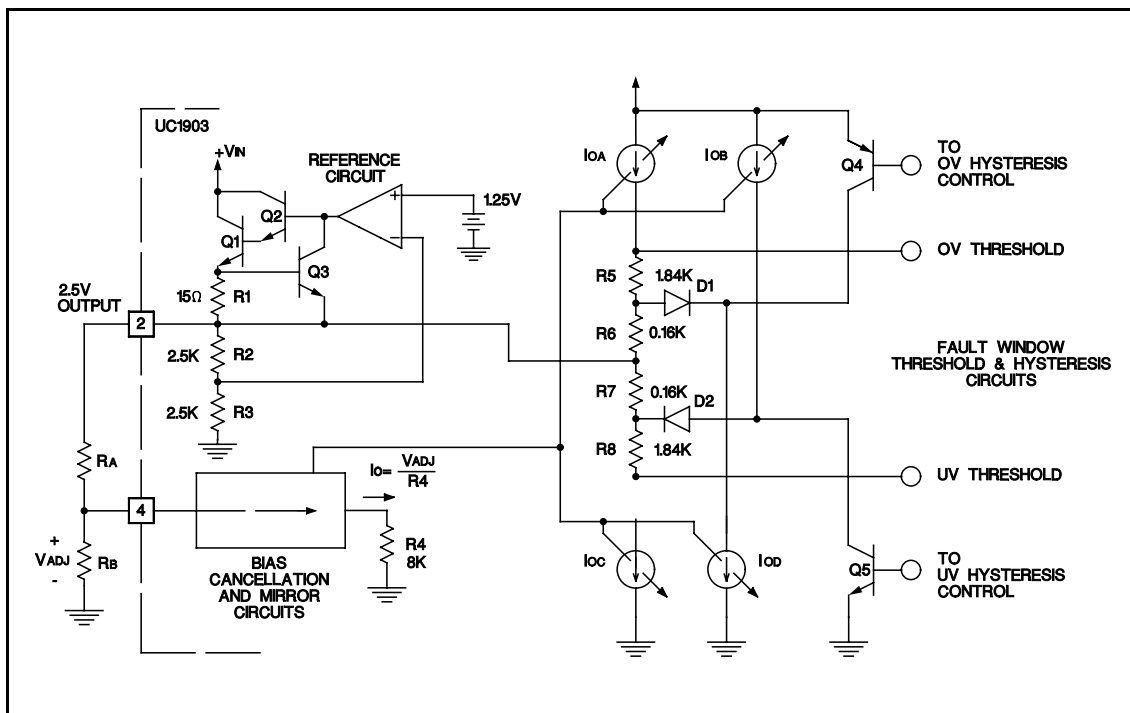 UC1903
+VIN
REFERENCE
CIRCUIT
1.25V
+
−
Q2
Q1
Q3
2.5V
OUTPUT
15Ω R1
2
2.5K R2
2.5K R3
RA
4
+
VADJ
-
RB
IO= VADJ
R4
R4
8K
BIAS
CANCELLATION
AND MIRROR
CIRCUITS
IOA
IOB
Q4
TO
OV HYSTERESIS
CONTROL
OV THRESHOLD
R5 1.84K
D1
R6 0.16K
FAULT WINDOW
THRESHOLD & HYSTERESIS
CIRCUITS
R7 0.16K
D2
R8 1.84K
UV THRESHOLD
IOC
IOD
Q5
TO
UV HYSTERESIS
CONTROL